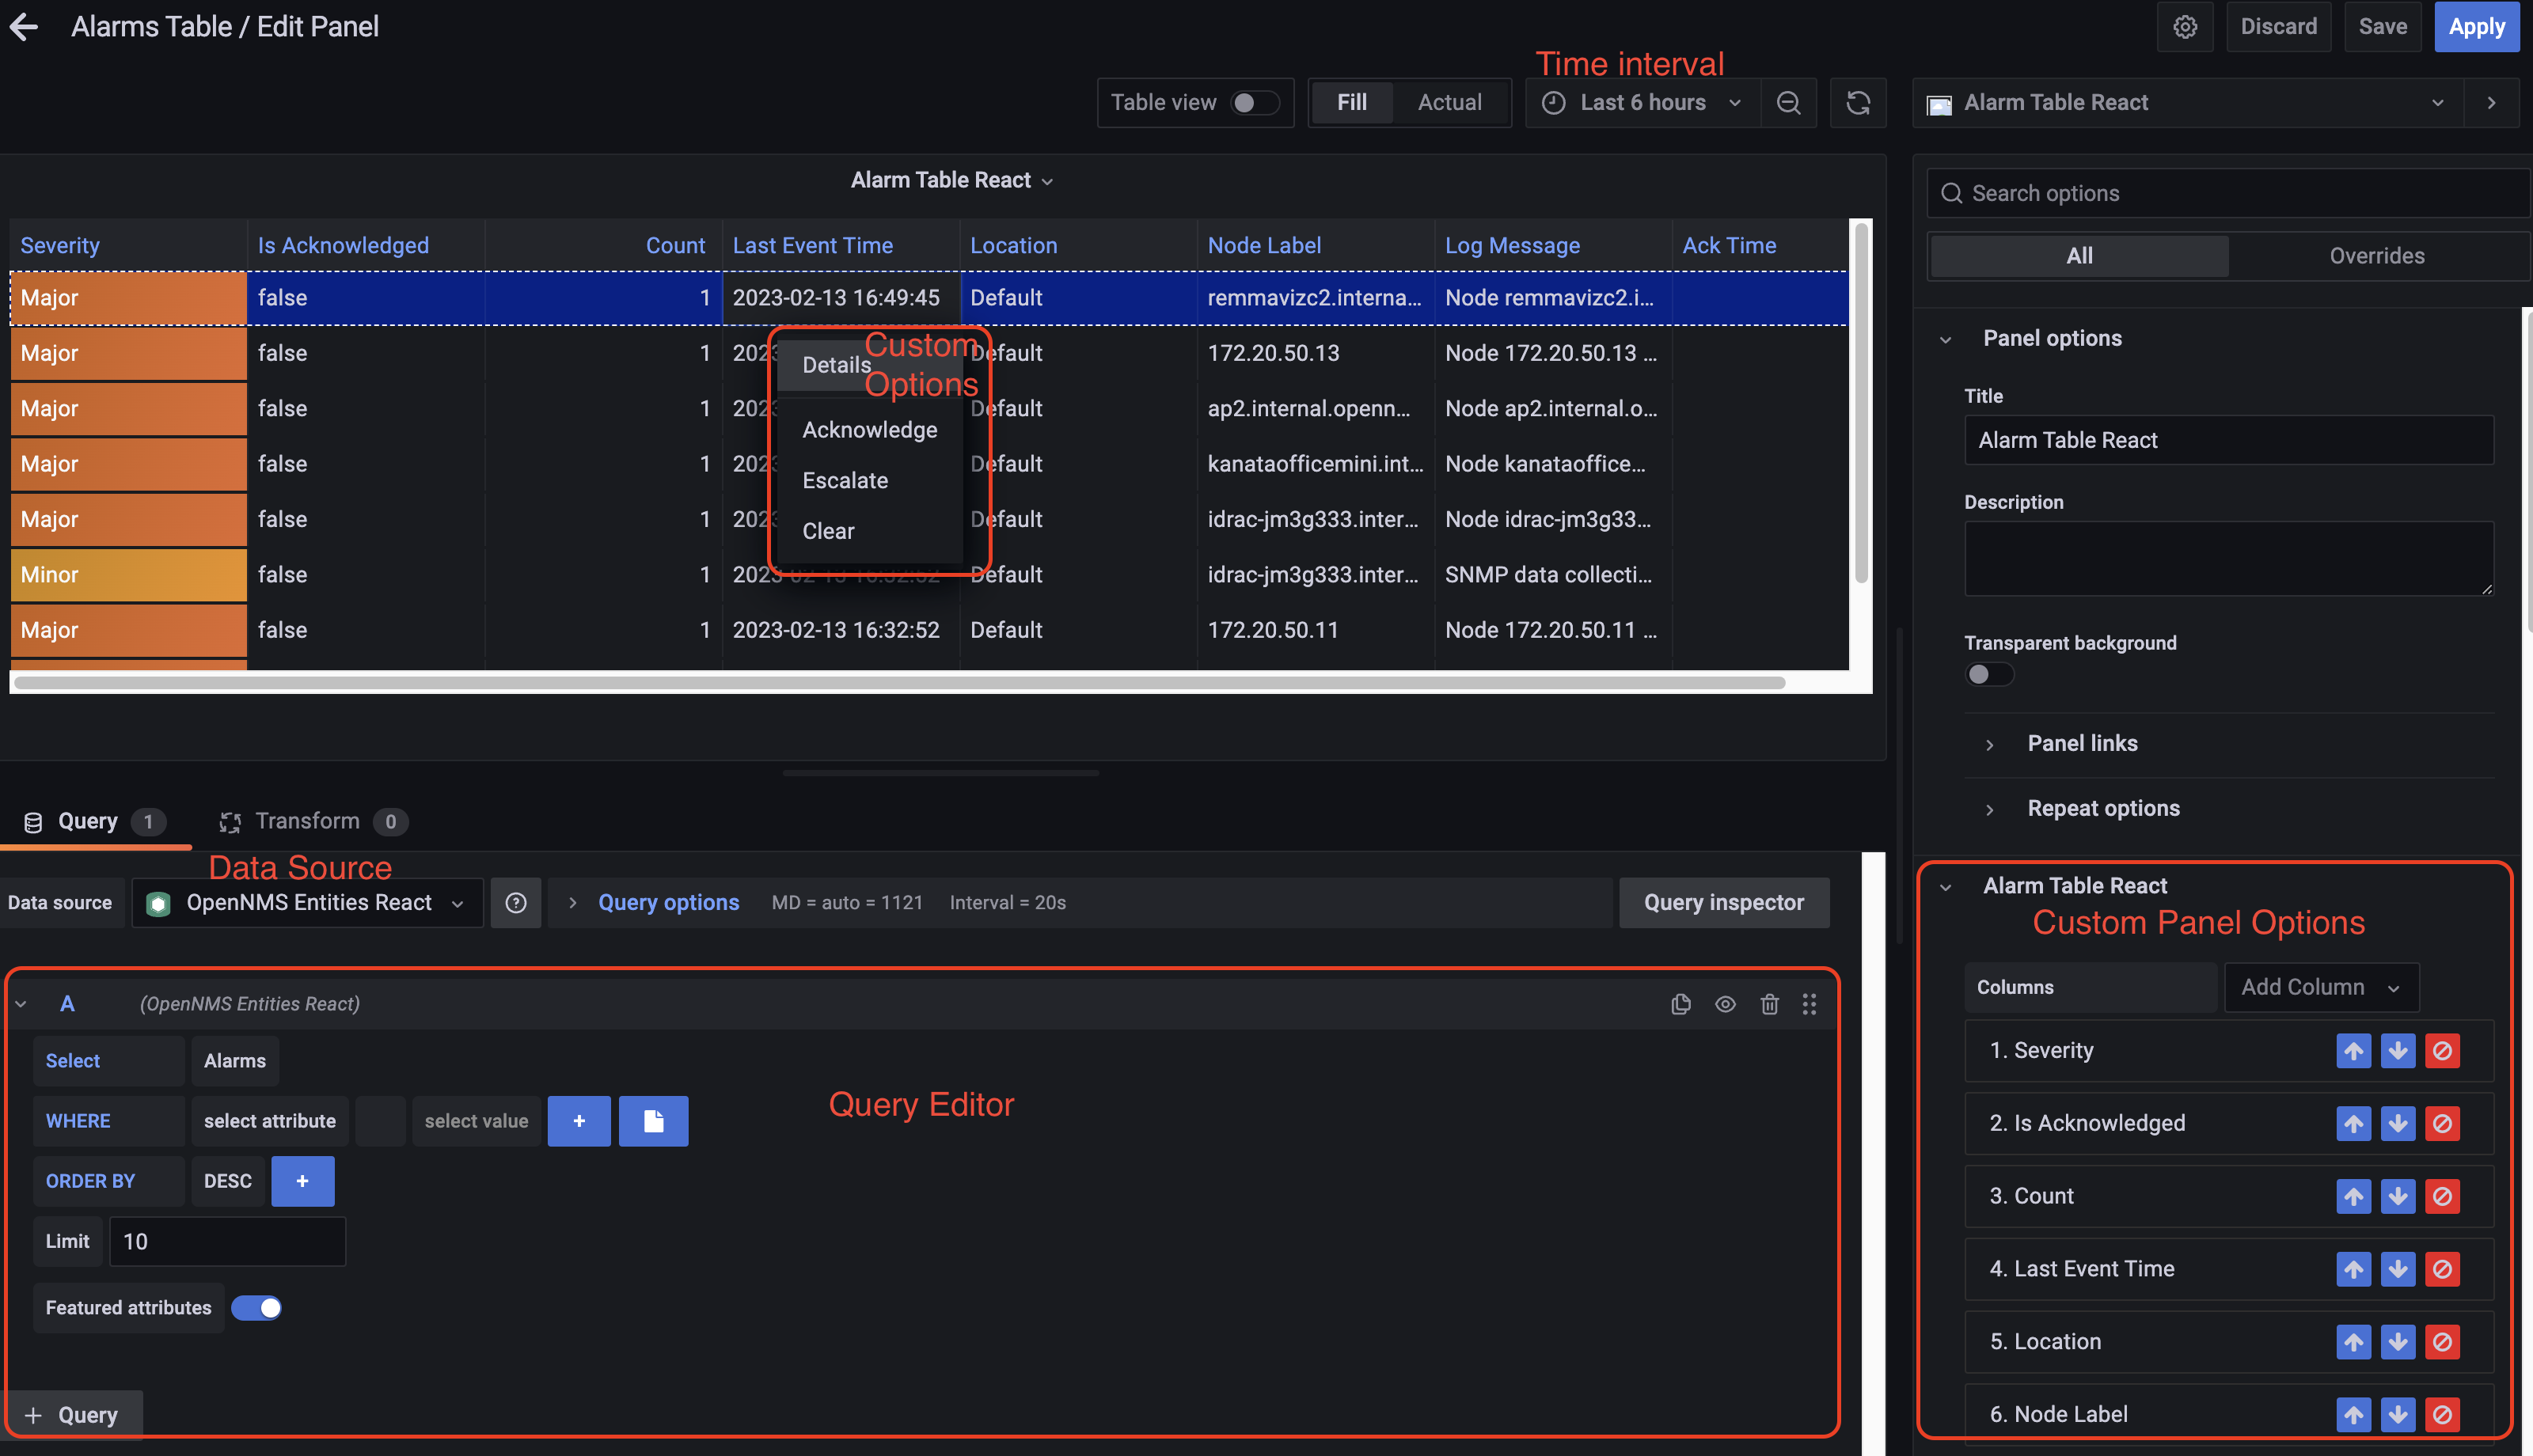 Alarms Table / Edit Panel
Discard Save Apply
Time interval
Table view Fill Actual Last 6 hours Alarm Table React
Alarm Table React
Search options
All Overrides
Severity Is Acknowledged Count Last Event Time Location Node Label Log Message Ack Time
Major false 1 2023-02-13 16:49:45 Default remmavizc2.interna... Node remmavizc2.i...
Major false 1 202 Default 172.20.50.13 Node 172.20.50.13 ...
Major false 1 202 Default ap2.internal.openn... Node ap2.internal.o...
Major false 1 202 Default kanataofficemini.int... Node kanataoffice...
Major false 1 202 Default idrac-jm3g333.inter... Node idrac-jm3g33...
Minor false 1 2023-02-13 16:32:52 Default idrac-jm3g333.inter... SNMP data collecti...
Major false 1 2023-02-13 16:32:52 Default 172.20.50.11 Node 172.20.50.11 ...
Custom
Options
Details
Acknowledge
Escalate
Clear
Panel options
Title
Alarm Table React
Description
Transparent background
Panel links
Repeat options
Query 1 Transform 0
Data Source
Data source OpenNMS Entities React Query options MD = auto = 1121 Interval = 20s Query inspector
A (OpenNMS Entities React)
Select Alarms
Query Editor
WHERE select attribute select value +
ORDER BY DESC +
Limit 10
Featured attributes
+ Query
Alarm Table React
Custom Panel Options
Columns Add Column
1. Severity
2. Is Acknowledged
3. Count
4. Last Event Time
5. Location
6. Node Label